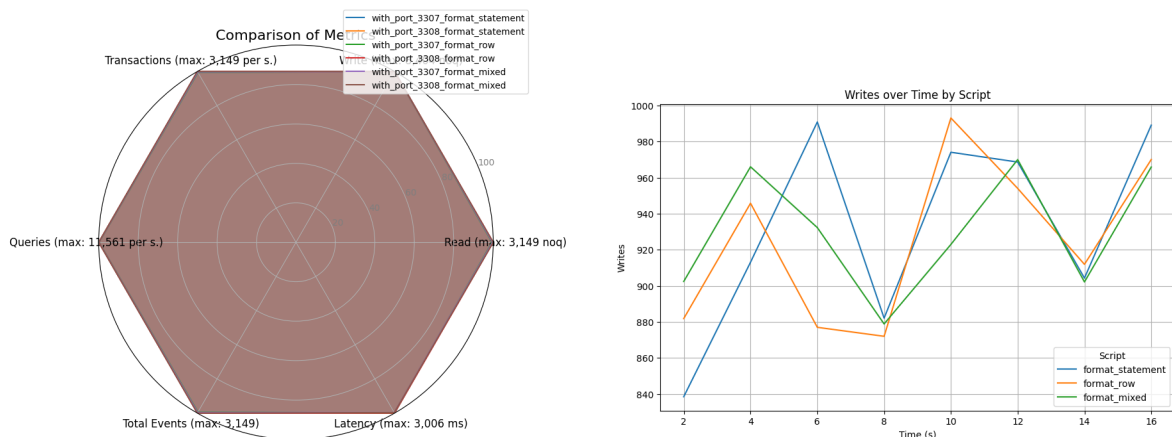 Comparison of Metrics
with_port_3307_format_statement
with_port_3308_format_statement
with_port_3307_format_row
with_port_3308_format_row
with_port_3307_format_mixed
with_port_3308_format_mixed
Transactions (max: 3,149 per s.)
100
Queries (max: 11,561 per s.)
Read (max: 3,149 noq)
Total Events (max: 3,149)
Latency (max: 3,006 ms)
Writes over Time by Script
Writes
1000
980
960
940
920
900
880
860
840
2
4
6
8
10
12
14
16
Time (s)
Script
format_statement
format_row
format_mixed